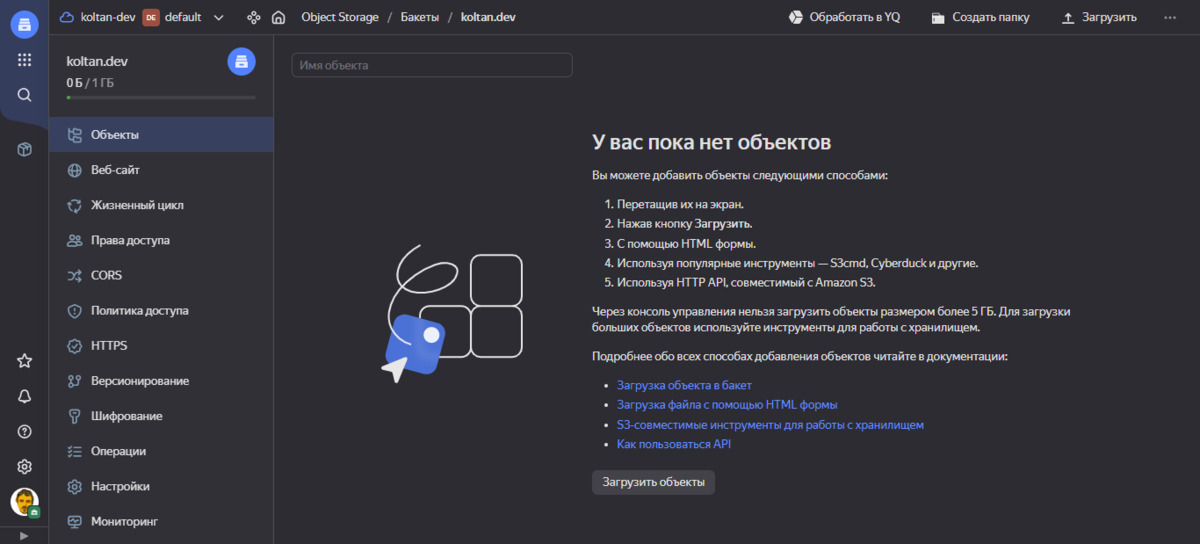 koltan-dev DE default Object Storage / Бакеты / koltan.dev Обработать в YQ Создать папку Загрузить
koltan.dev
0 Б / 1 ГБ
Объекты
Веб-сайт
Жизненный цикл
Права доступа
CORS
Политика доступа
HTTPS
Версионирование
Шифрование
Операции
Настройки
Мониторинг
Имя объекта
У вас пока нет объектов
Вы можете добавить объекты следующими способами:
1. Перетащив их на экран.
2. Нажав кнопку Загрузить.
3. С помощью HTML формы.
4. Используя популярные инструменты — S3cmd, Cyberduck и другие.
5. Используя HTTP API, совместимый с Amazon S3.
Через консоль управления нельзя загрузить объекты размером более 5 ГБ. Для загрузки
больших объектов используйте инструменты для работы с хранилищем.
Подробнее обо всех способах добавления объектов читайте в документации:
• Загрузка объекта в бакет
• Загрузка файла с помощью HTML формы
• S3-совместимые инструменты для работы с хранилищем
• Как пользоваться API
Загрузить объекты